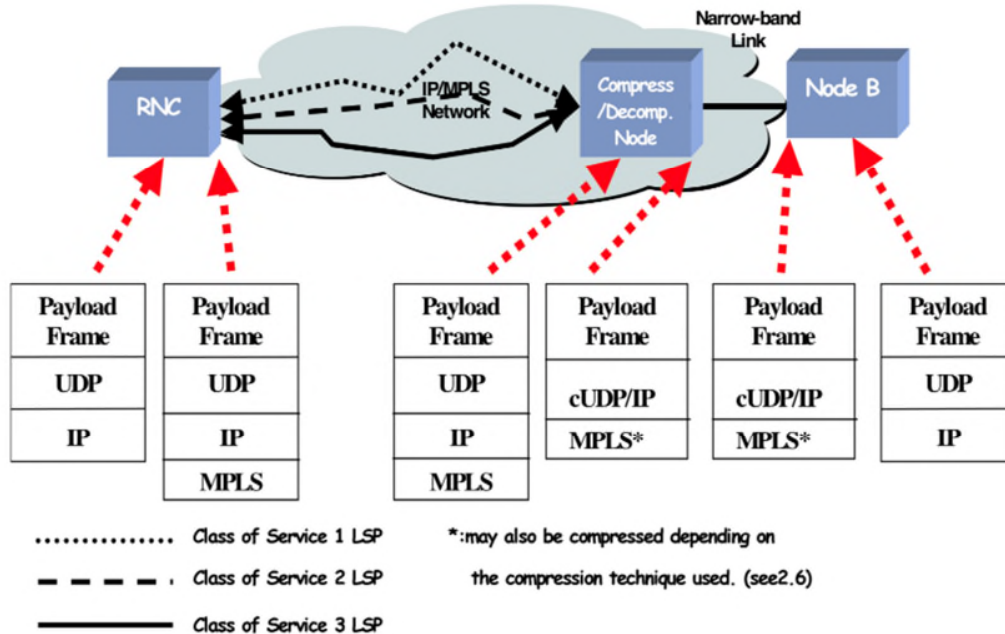 Narrow-band
Link
RNC
IP/MPLS
Network
Compress
/Decomp.
Node
Node B
Payload
Frame
UDP
IP
Payload
Frame
UDP
IP
MPLS
Payload
Frame
UDP
IP
MPLS
Payload
Frame
cUDP/IP
MPLS*
Payload
Frame
cUDP/IP
MPLS*
Payload
Frame
UDP
IP
Class of Service 1 LSP
Class of Service 2 LSP
Class of Service 3 LSP
*:may also be compressed depending on
the compression technique used. (see2.6)